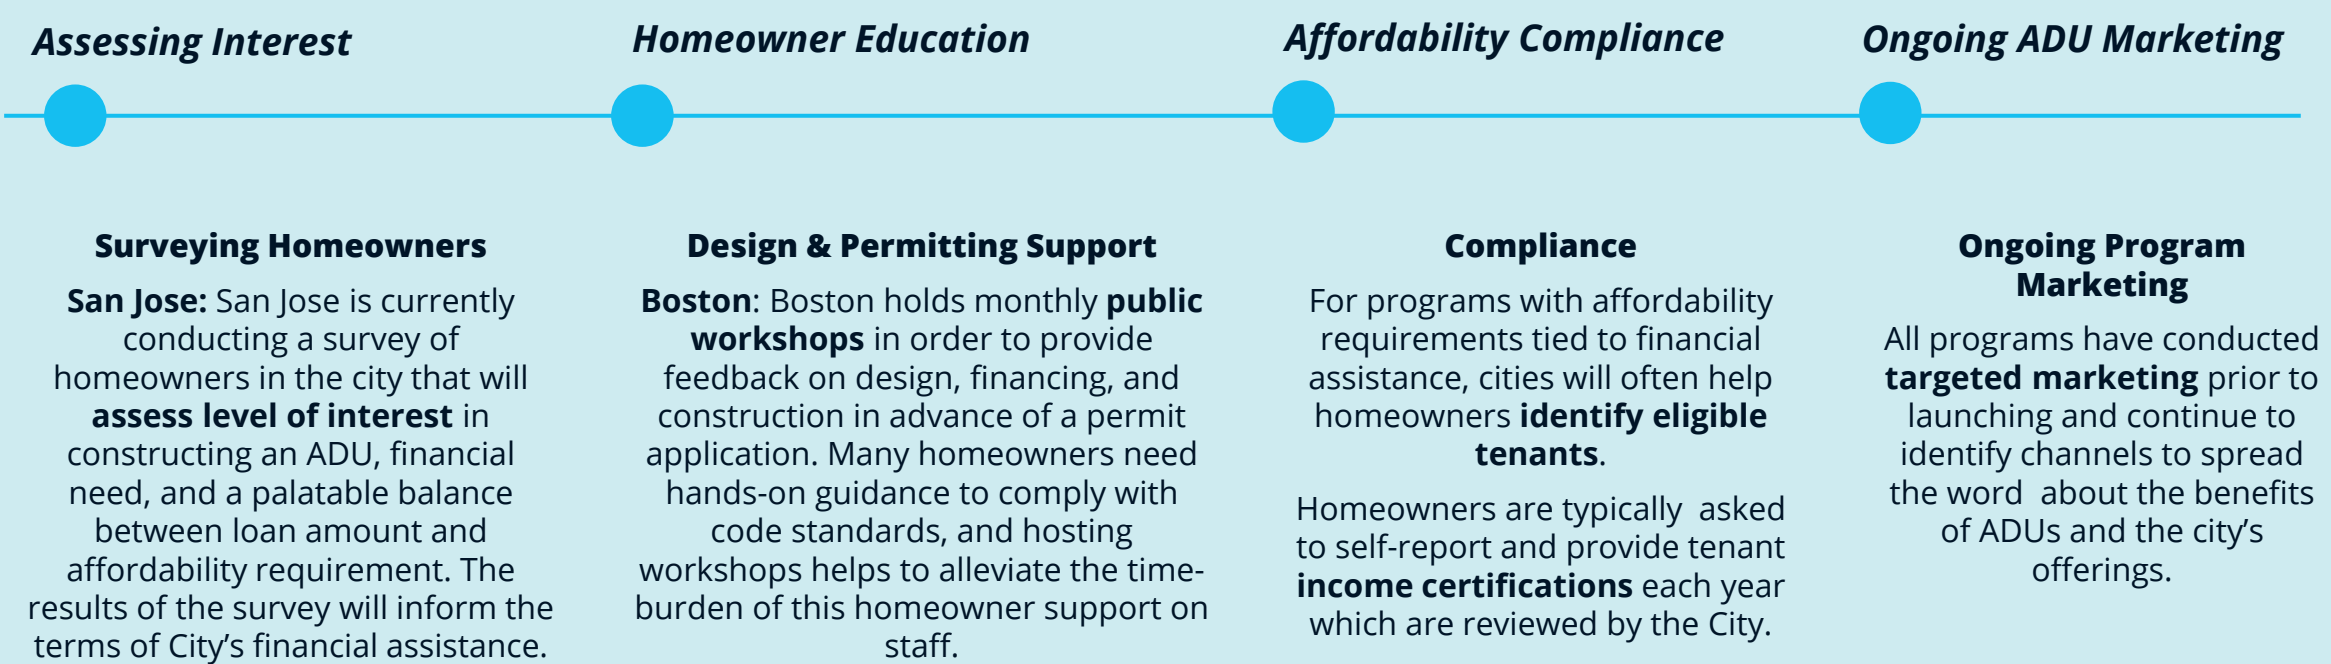 Assessing Interest
Homeowner Education
Affordability Compliance
Ongoing ADU Marketing
Surveying Homeowners
San Jose: San Jose is currently
conducting a survey of
homeowners in the city that will
assess level of interest in
constructing an ADU, financial
need, and a palatable balance
between loan amount and
affordability requirement. The
results of the survey will inform the
terms of City’s financial assistance.
Design & Permitting Support
Boston: Boston holds monthly public
workshops in order to provide
feedback on design, financing, and
construction in advance of a permit
application. Many homeowners need
hands-on guidance to comply with
code standards, and hosting
workshops helps to alleviate the time-
burden of this homeowner support on
staff.
Compliance
For programs with affordability
requirements tied to financial
assistance, cities will often help
homeowners identify eligible
tenants.
Homeowners are typically  asked
to self-report and provide tenant
income certifications each year
which are reviewed by the City.
Ongoing Program
Marketing
All programs have conducted
targeted marketing prior to
launching and continue to
identify channels to spread
the word  about the benefits
of ADUs and the city’s
offerings.